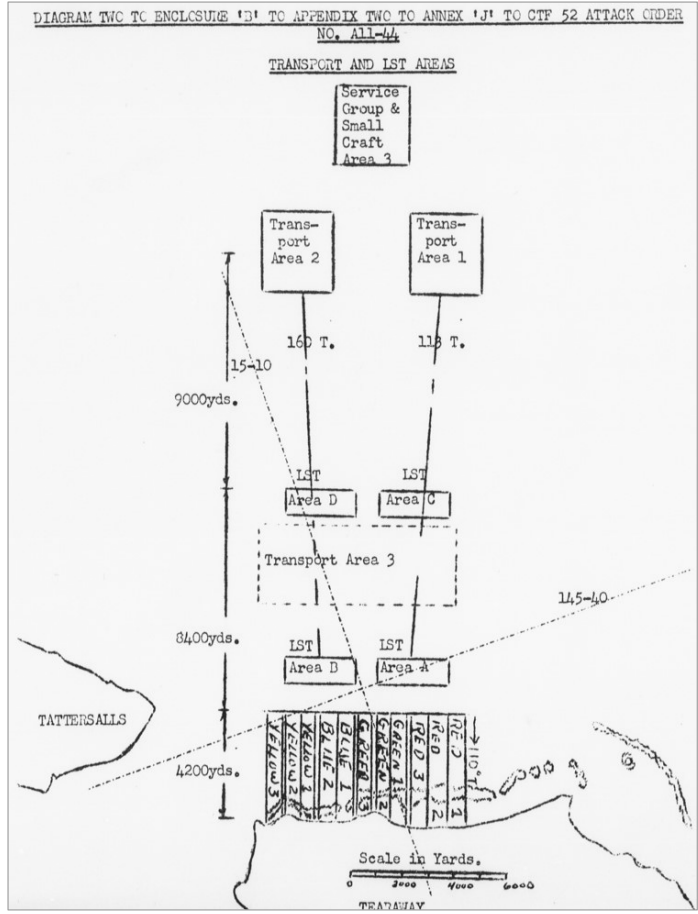 DIAGRAM TWO TO ENCLOSURE 'B' TO APPENDIX TWO TO ANNEX 'J' TO CTF 52 ATTACK ORDER
NO. A11-44
TRANSPORT AND LST AREAS
Service
Group &
Small
Craft
Area 3
Trans-
port
Area 2
Trans-
port
Area 1
160 T.
118 T.
15-10
9000yds.
LST
Area D
LST
Area C
Transport Area 3
145-40
8400yds.
LST
Area B
LST
Area A
TATTERSALLS
4200yds.
YELLOW 3
YELLOW 2
YELLOW 1
BLUE 2
BLUE 1
GREEN 3
GREEN 2
GREEN 1
RED 3
RED 2
RED 1
110°T
Scale in Yards.
0 2000 4000 6000
TEARAWAY